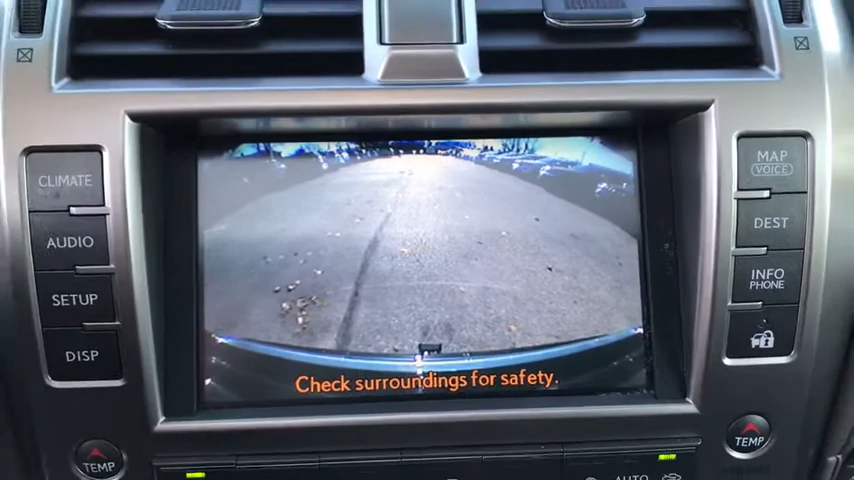 CLIMATE
AUDIO
SETUP
DISP
MAP
VOICE
DEST
INFO
PHONE
Check surroundings for safety.
TEMP
TEMP
AUTO